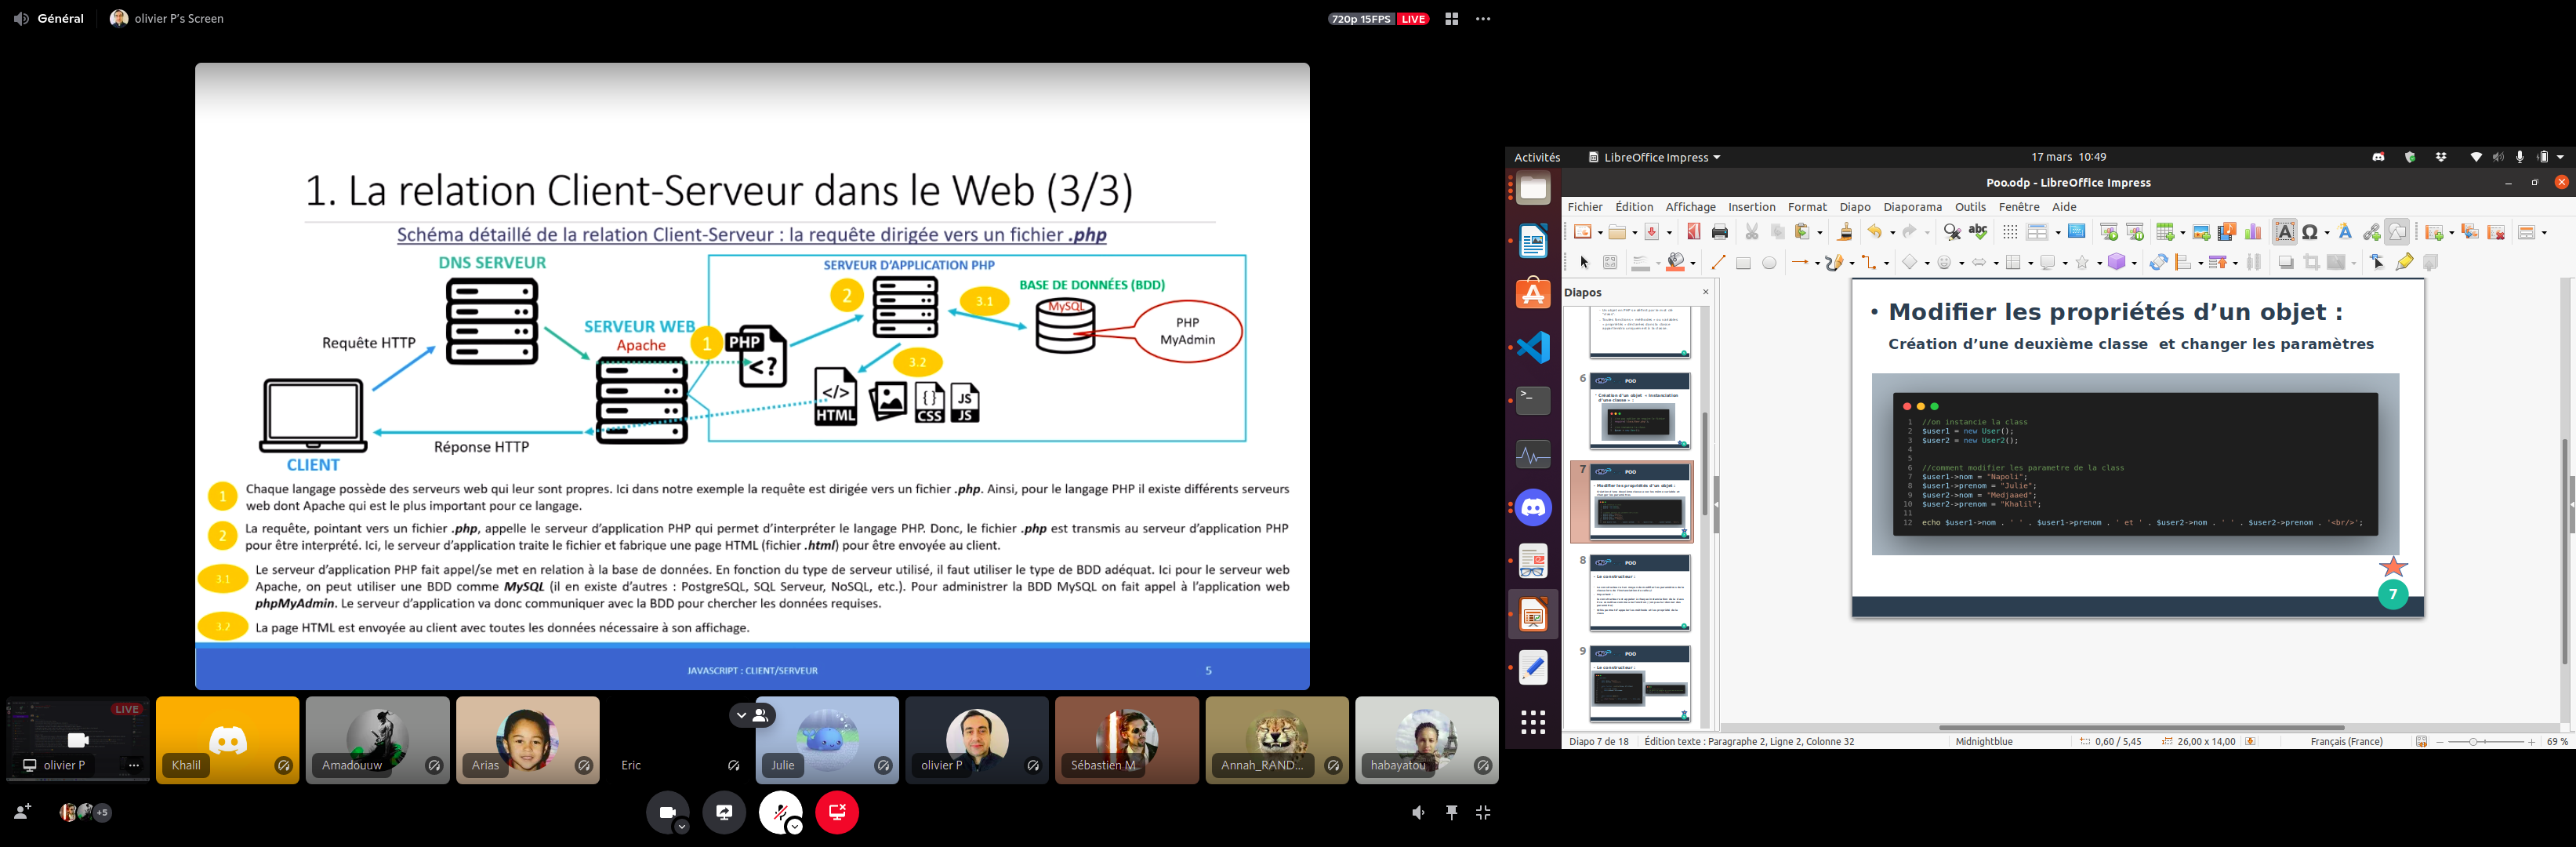 Général
olivier P's Screen
720p 15FPS LIVE
1. La relation Client-Serveur dans le Web (3/3)
Schéma détaillé de la relation Client-Serveur : la requête dirigée vers un fichier .php
DNS SERVEUR
SERVEUR D'APPLICATION PHP
BASE DE DONNÉES (BDD)
2
3.1
MySQL
PHP
MyAdmin
SERVEUR WEB
Apache
1
PHP
<?
Requête HTTP
3.2
</>
HTML
{ }
CSS
JS
JS
Réponse HTTP
CLIENT
1
Chaque langage possède des serveurs web qui leur sont propres. Ici dans notre exemple la requête est dirigée vers un fichier .php. Ainsi, pour le langage PHP il existe différents serveurs
web dont Apache qui est le plus important pour ce langage.
2
La requête, pointant vers un fichier .php, appelle le serveur d'application PHP qui permet d'interpréter le langage PHP. Donc, le fichier .php est transmis au serveur d'application PHP
pour être interprété. Ici, le serveur d'application traite le fichier et fabrique une page HTML (fichier .html) pour être envoyée au client.
3.1
Le serveur d'application PHP fait appel/se met en relation à la base de données. En fonction du type de serveur utilisé, il faut utiliser le type de BDD adéquat. Ici pour le serveur web
Apache, on peut utiliser une BDD comme MySQL (il en existe d'autres : PostgreSQL, SQL Serveur, NoSQL, etc.). Pour administrer la BDD MySQL on fait appel à l'application web
phpMyAdmin. Le serveur d'application va donc communiquer avec la BDD pour chercher les données requises.
3.2
La page HTML est envoyée au client avec toutes les données nécessaire à son affichage.
JAVASCRIPT : CLIENT/SERVEUR
5
LIVE
olivier P
Khalil
Amadouuw
Arias
Eric
Julie
olivier P
Sébastien M
Annah_RAND...
habayatou
+5
Activités
LibreOffice Impress
17 mars 10:49
Poo.odp - LibreOffice Impress
Fichier Édition Affichage Insertion Format Diapo Diaporama Outils Fenêtre Aide
Diapos
6
POO
Création d'un objet « instanciation
d'une classe » :
7
POO
Modifier les propriétés d'un objet :
8
POO
Le constructeur :
9
POO
Le constructeur :
• Modifier les propriétés d'un objet :
Création d'une deuxième classe et changer les paramètres
1 //on instancie la class
2 $user1 = new User();
3 $user2 = new User2();
4
5
6 //comment modifier les parametre de la class
7 $user1->nom = "Napoli";
8 $user1->prenom = "Julie";
9 $user2->nom = "Medjaaed";
10 $user2->prenom = "Khalil";
11
12 echo $user1->nom . ' ' . $user1->prenom . ' et ' . $user2->nom . ' ' . $user2->prenom . '<br/>';
7
Diapo 7 de 18
Édition texte : Paragraphe 2, Ligne 2, Colonne 32
Midnightblue
0,60 / 5,45
26,00 x 14,00
Français (France)
69 %